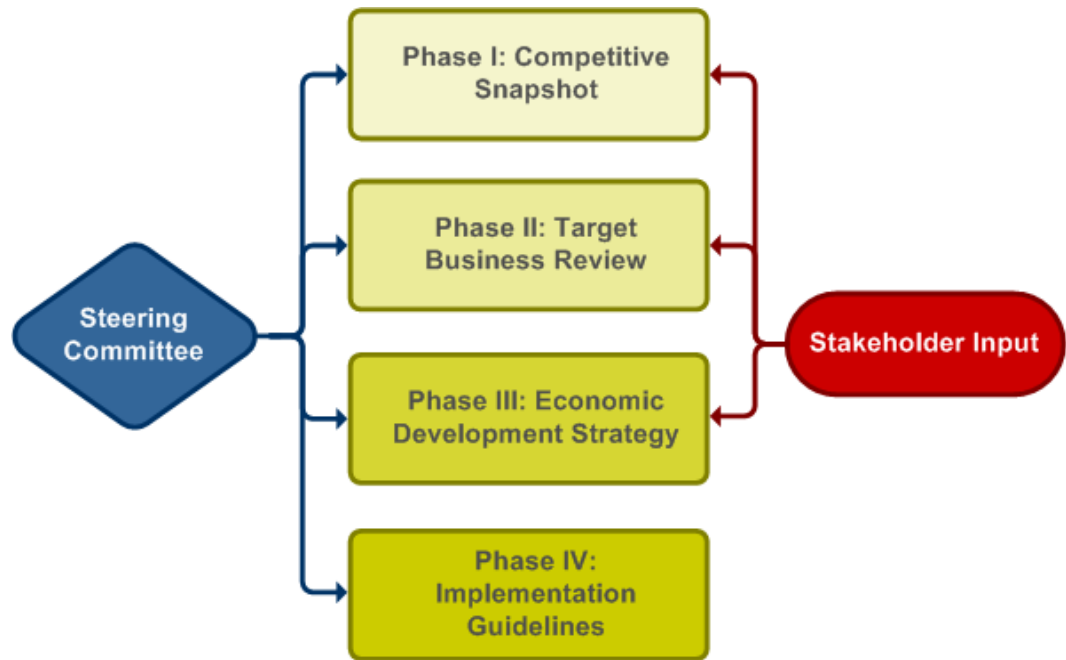 Phase I: Competitive
Snapshot
Phase II: Target
Business Review
Steering
Committee
Stakeholder Input
Phase III: Economic
Development Strategy
Phase IV:
Implementation
Guidelines